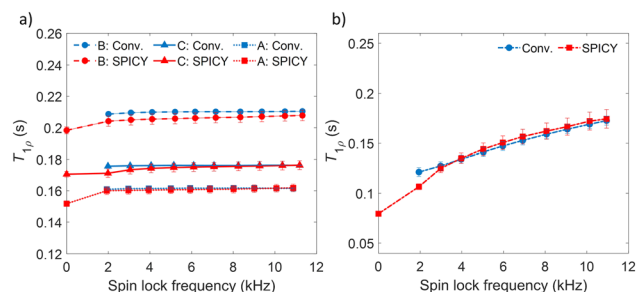 a)
B: Conv. C: Conv. A: Conv.
B: SPICY C: SPICY A: SPICY
T1ρ (s)
0.26
0.24
0.22
0.2
0.18
0.16
0.14
0.12
0 2 4 6 8 10 12
Spin lock frequency (kHz)
b)
Conv. SPICY
T1ρ (s)
0.25
0.2
0.15
0.1
0.05
0 2 4 6 8 10 12
Spin lock frequency (kHz)